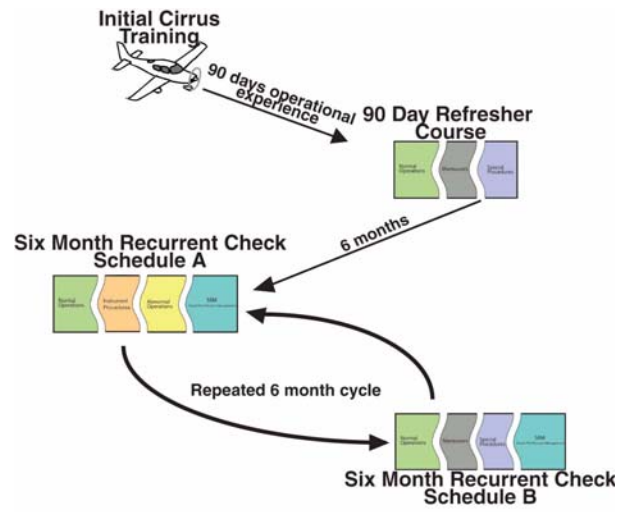 Initial Cirrus
Training
90 days operational
experience
90 Day Refresher
Course
Normal
Operations
Maneuvers
Special
Procedures
6 months
Six Month Recurrent Check
Schedule A
Normal
Operations
Instrument
Procedures
Abnormal
Operations
SRM
Repeated 6 month cycle
Normal
Operations
Maneuvers
Special
Procedures
SRM
Six Month Recurrent Check
Schedule B